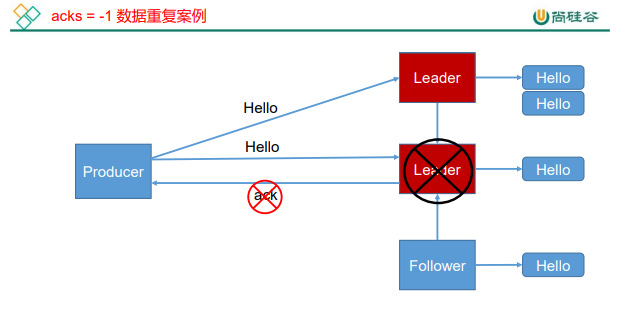 acks = -1 数据重复案例
尚硅谷
Leader
Hello
Hello
Hello
Hello
Producer
Leader
Hello
ack
Follower
Hello